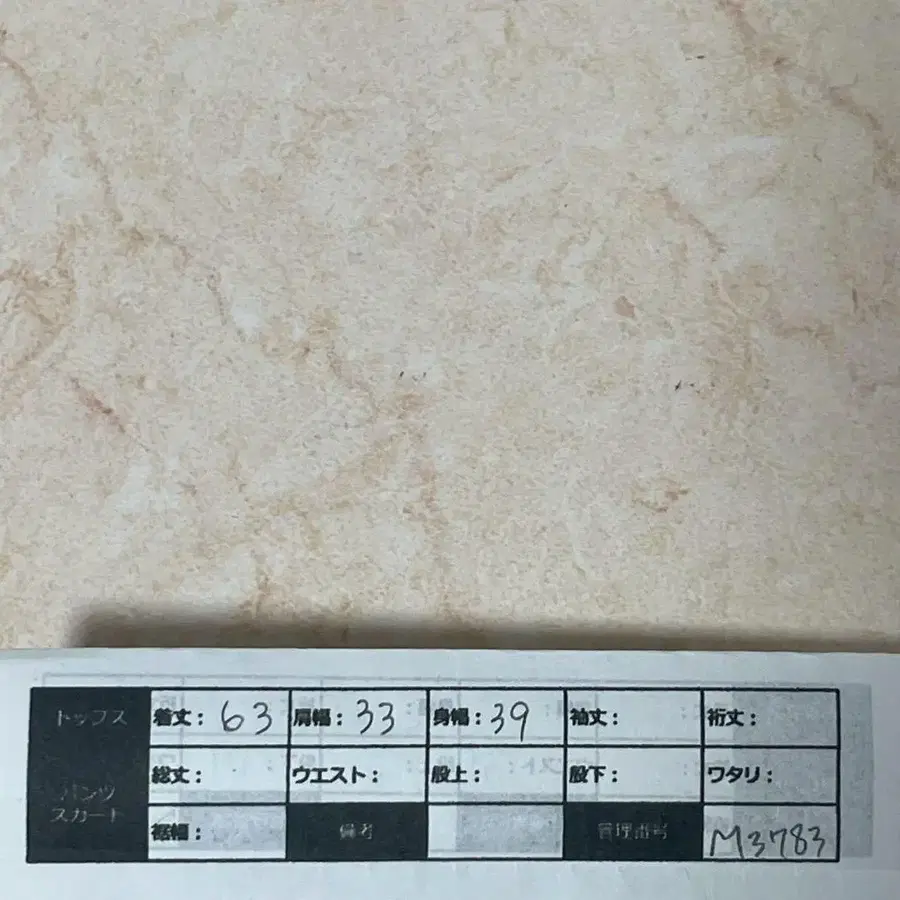 トップス 着丈： 63 肩幅： 33 身幅： 39 袖丈： 裄丈：
パンツ スカート 総丈： ウエスト： 股上： 股下： ワタリ：
裾幅： 備考 管理番号 M3783